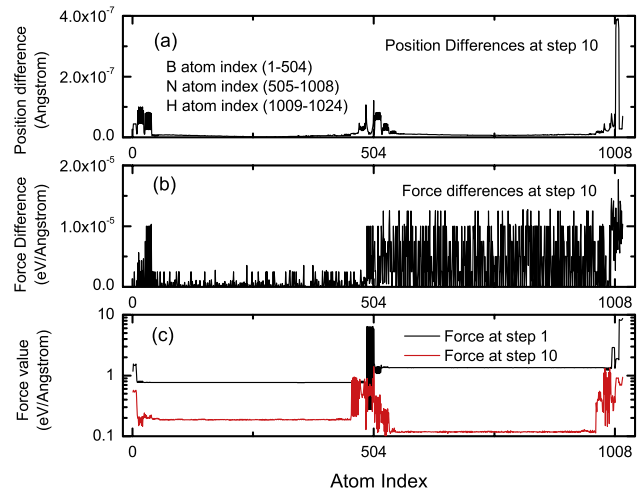 4.0x10⁻⁷
2.0x10⁻⁷
0.0
Position difference
(Angstrom)
(a)
Position Differences at step 10
B atom index (1-504)
N atom index (505-1008)
H atom index (1009-1024)
0
504
1008
2.0x10⁻⁵
1.0x10⁻⁵
0.0
Force Difference
(eV/Angstrom)
(b)
Force differences at step 10
0
504
1008
10
1
0.1
Force value
(eV/Angstrom)
(c)
Force at step 1
Force at step 10
0
504
1008
Atom Index